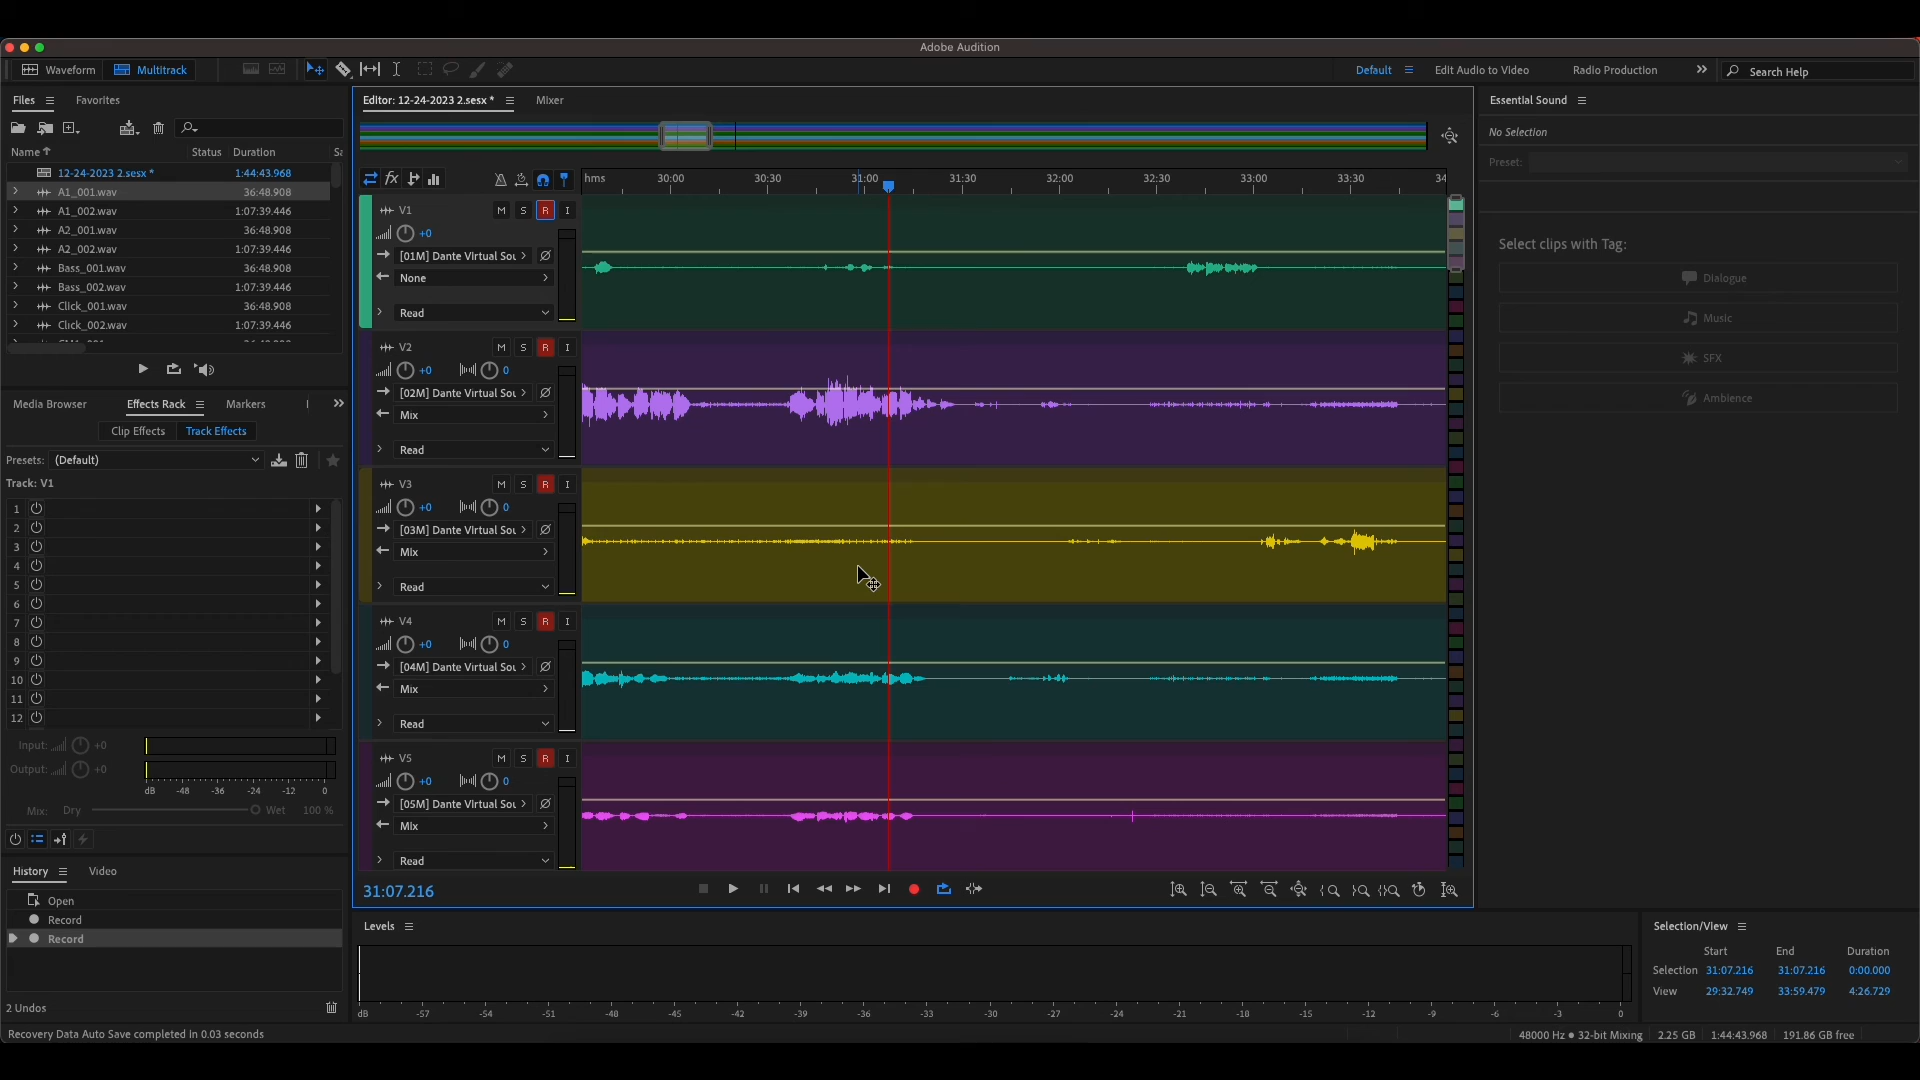 Adobe Audition
Waveform
Multitrack
Default
Edit Audio to Video
Radio Production
Search Help
Files
Favorites
Name
Status
Duration
12-24-2023 2.sesx *
1:44:43.968
A1_001.wav
36:48.908
A1_002.wav
1:07:39.446
A2_001.wav
36:48.908
A2_002.wav
1:07:39.446
Bass_001.wav
36:48.908
Bass_002.wav
1:07:39.446
Click_001.wav
36:48.908
Click_002.wav
1:07:39.446
Media Browser
Effects Rack
Markers
Clip Effects
Track Effects
Presets:
(Default)
Track: V1
1
2
3
4
5
6
7
8
9
10
11
12
Input:
+0
Output:
+0
dB
-48
-36
-24
-12
0
Mix:
Dry
Wet
100 %
History
Video
Open
Record
Record
2 Undos
Recovery Data Auto Save completed in 0.03 seconds
Editor: 12-24-2023 2.sesx *
Mixer
fx
hms
30:00
30:30
31:00
31:30
32:00
32:30
33:00
33:30
34
V1
M
S
R
I
+0
[01M] Dante Virtual Sou
None
Read
V2
M
S
R
I
+0
0
[02M] Dante Virtual Sou
Mix
Read
V3
M
S
R
I
+0
0
[03M] Dante Virtual Sou
Mix
Read
V4
M
S
R
I
+0
0
[04M] Dante Virtual Sou
Mix
Read
V5
M
S
R
I
+0
0
[05M] Dante Virtual Sou
Mix
Read
31:07.216
Levels
dB
-57
-54
-51
-48
-45
-42
-39
-36
-33
-30
-27
-24
-21
-18
-15
-12
-9
-6
-3
0
Essential Sound
No Selection
Preset:
Select clips with Tag:
Dialogue
Music
SFX
Ambience
Selection/View
Start
End
Duration
Selection
31:07.216
31:07.216
0:00.000
View
29:32.749
33:59.479
4:26.729
48000 Hz ● 32-bit Mixing
2.25 GB
1:44:43.968
191.86 GB free